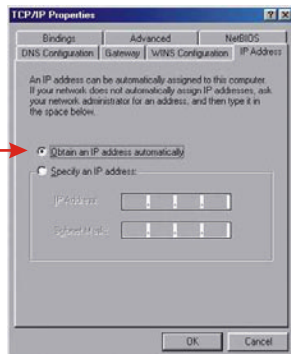 TCP/IP Properties
Bindings
Advanced
NetBIOS
DNS Configuration
Gateway
WINS Configuration
IP Address
An IP address can be automatically assigned to this computer.
If your network does not automatically assign IP addresses, ask
your network administrator for an address, and then type it in
the space below.
Obtain an IP address automatically
Specify an IP address:
IP Address:
Subnet Mask:
OK
Cancel